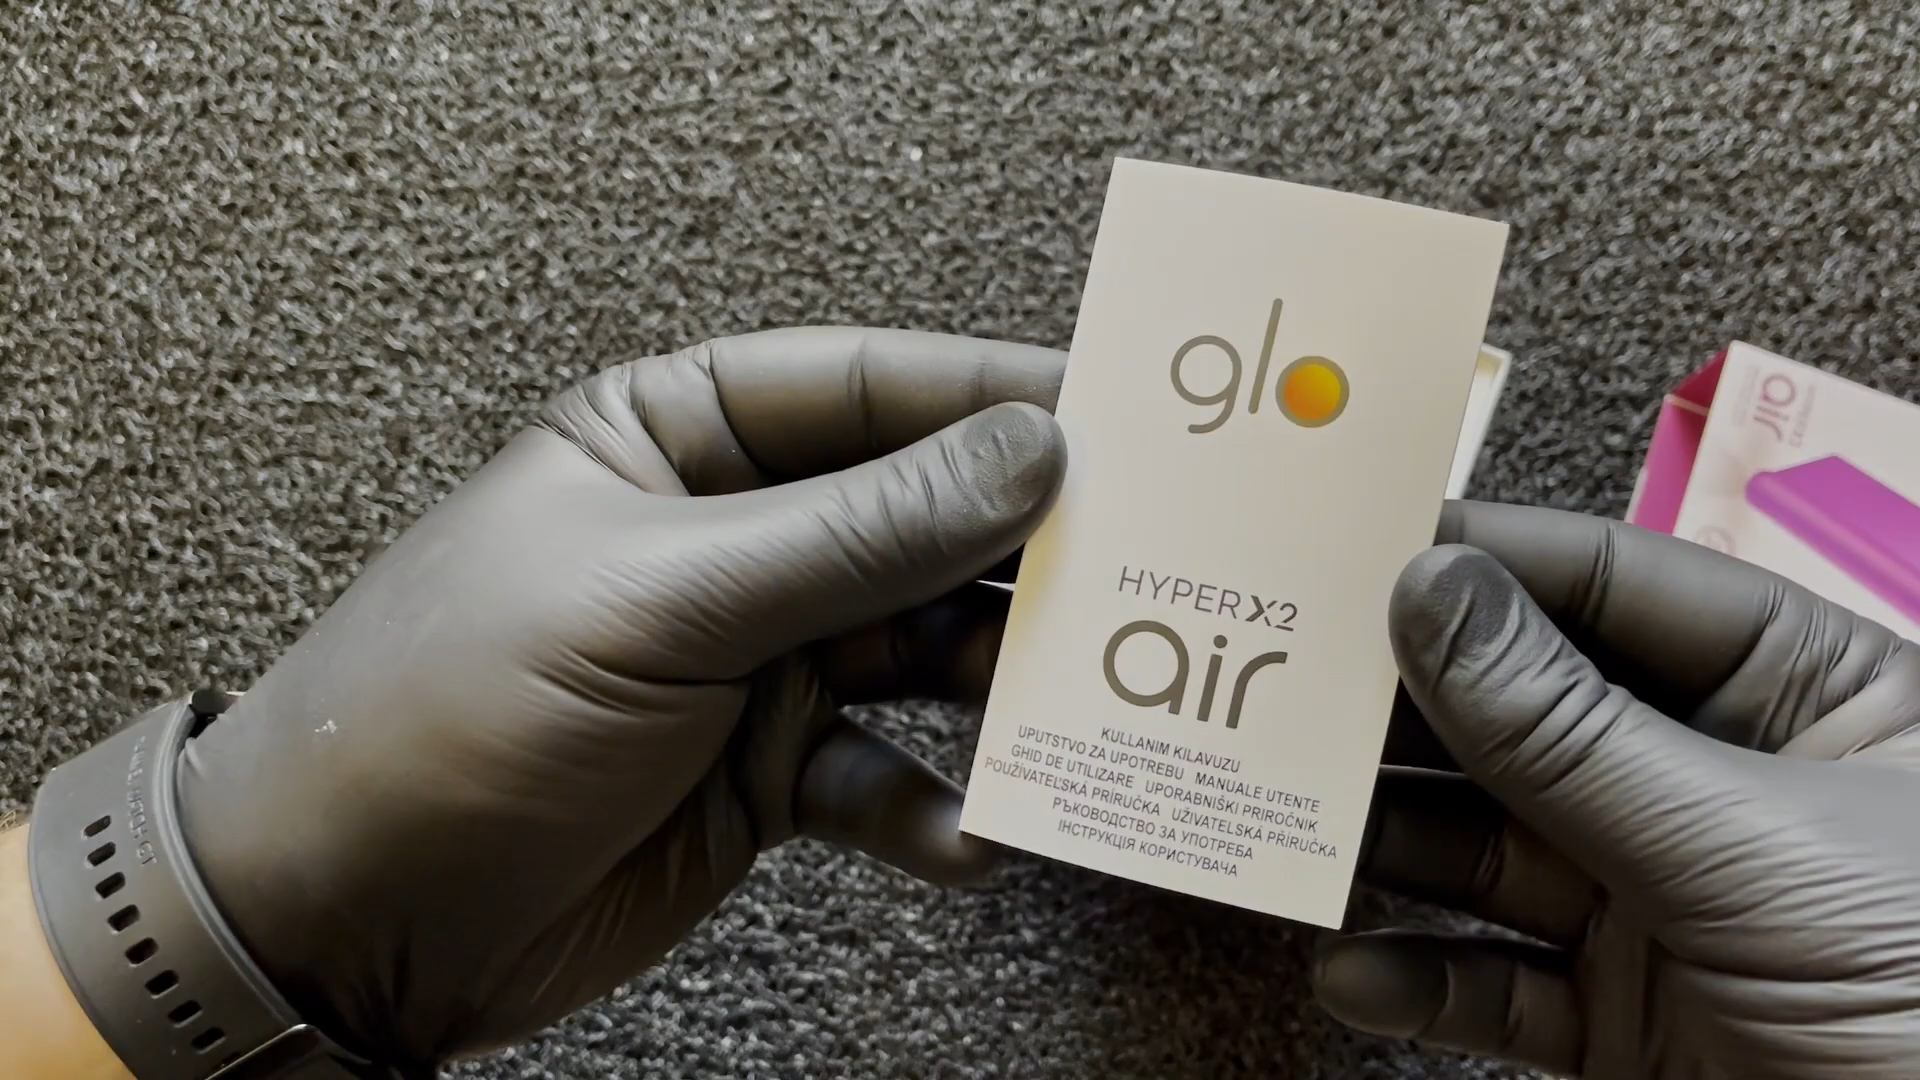 glo
HYPER X2
air
KULLANIM KILAVUZU
UPUTSTVO ZA UPOTREBU MANUALE UTENTE
GHID DE UTILIZARE UPORABNIŠKI PRIROČNIK
POUŽÍVATEĽSKÁ PRÍRUČKA UŽIVATELSKÁ PŘÍRUČKA
РЪКОВОДСТВО ЗА УПОТРЕБА
ІНСТРУКЦІЯ КОРИСТУВАЧА
air